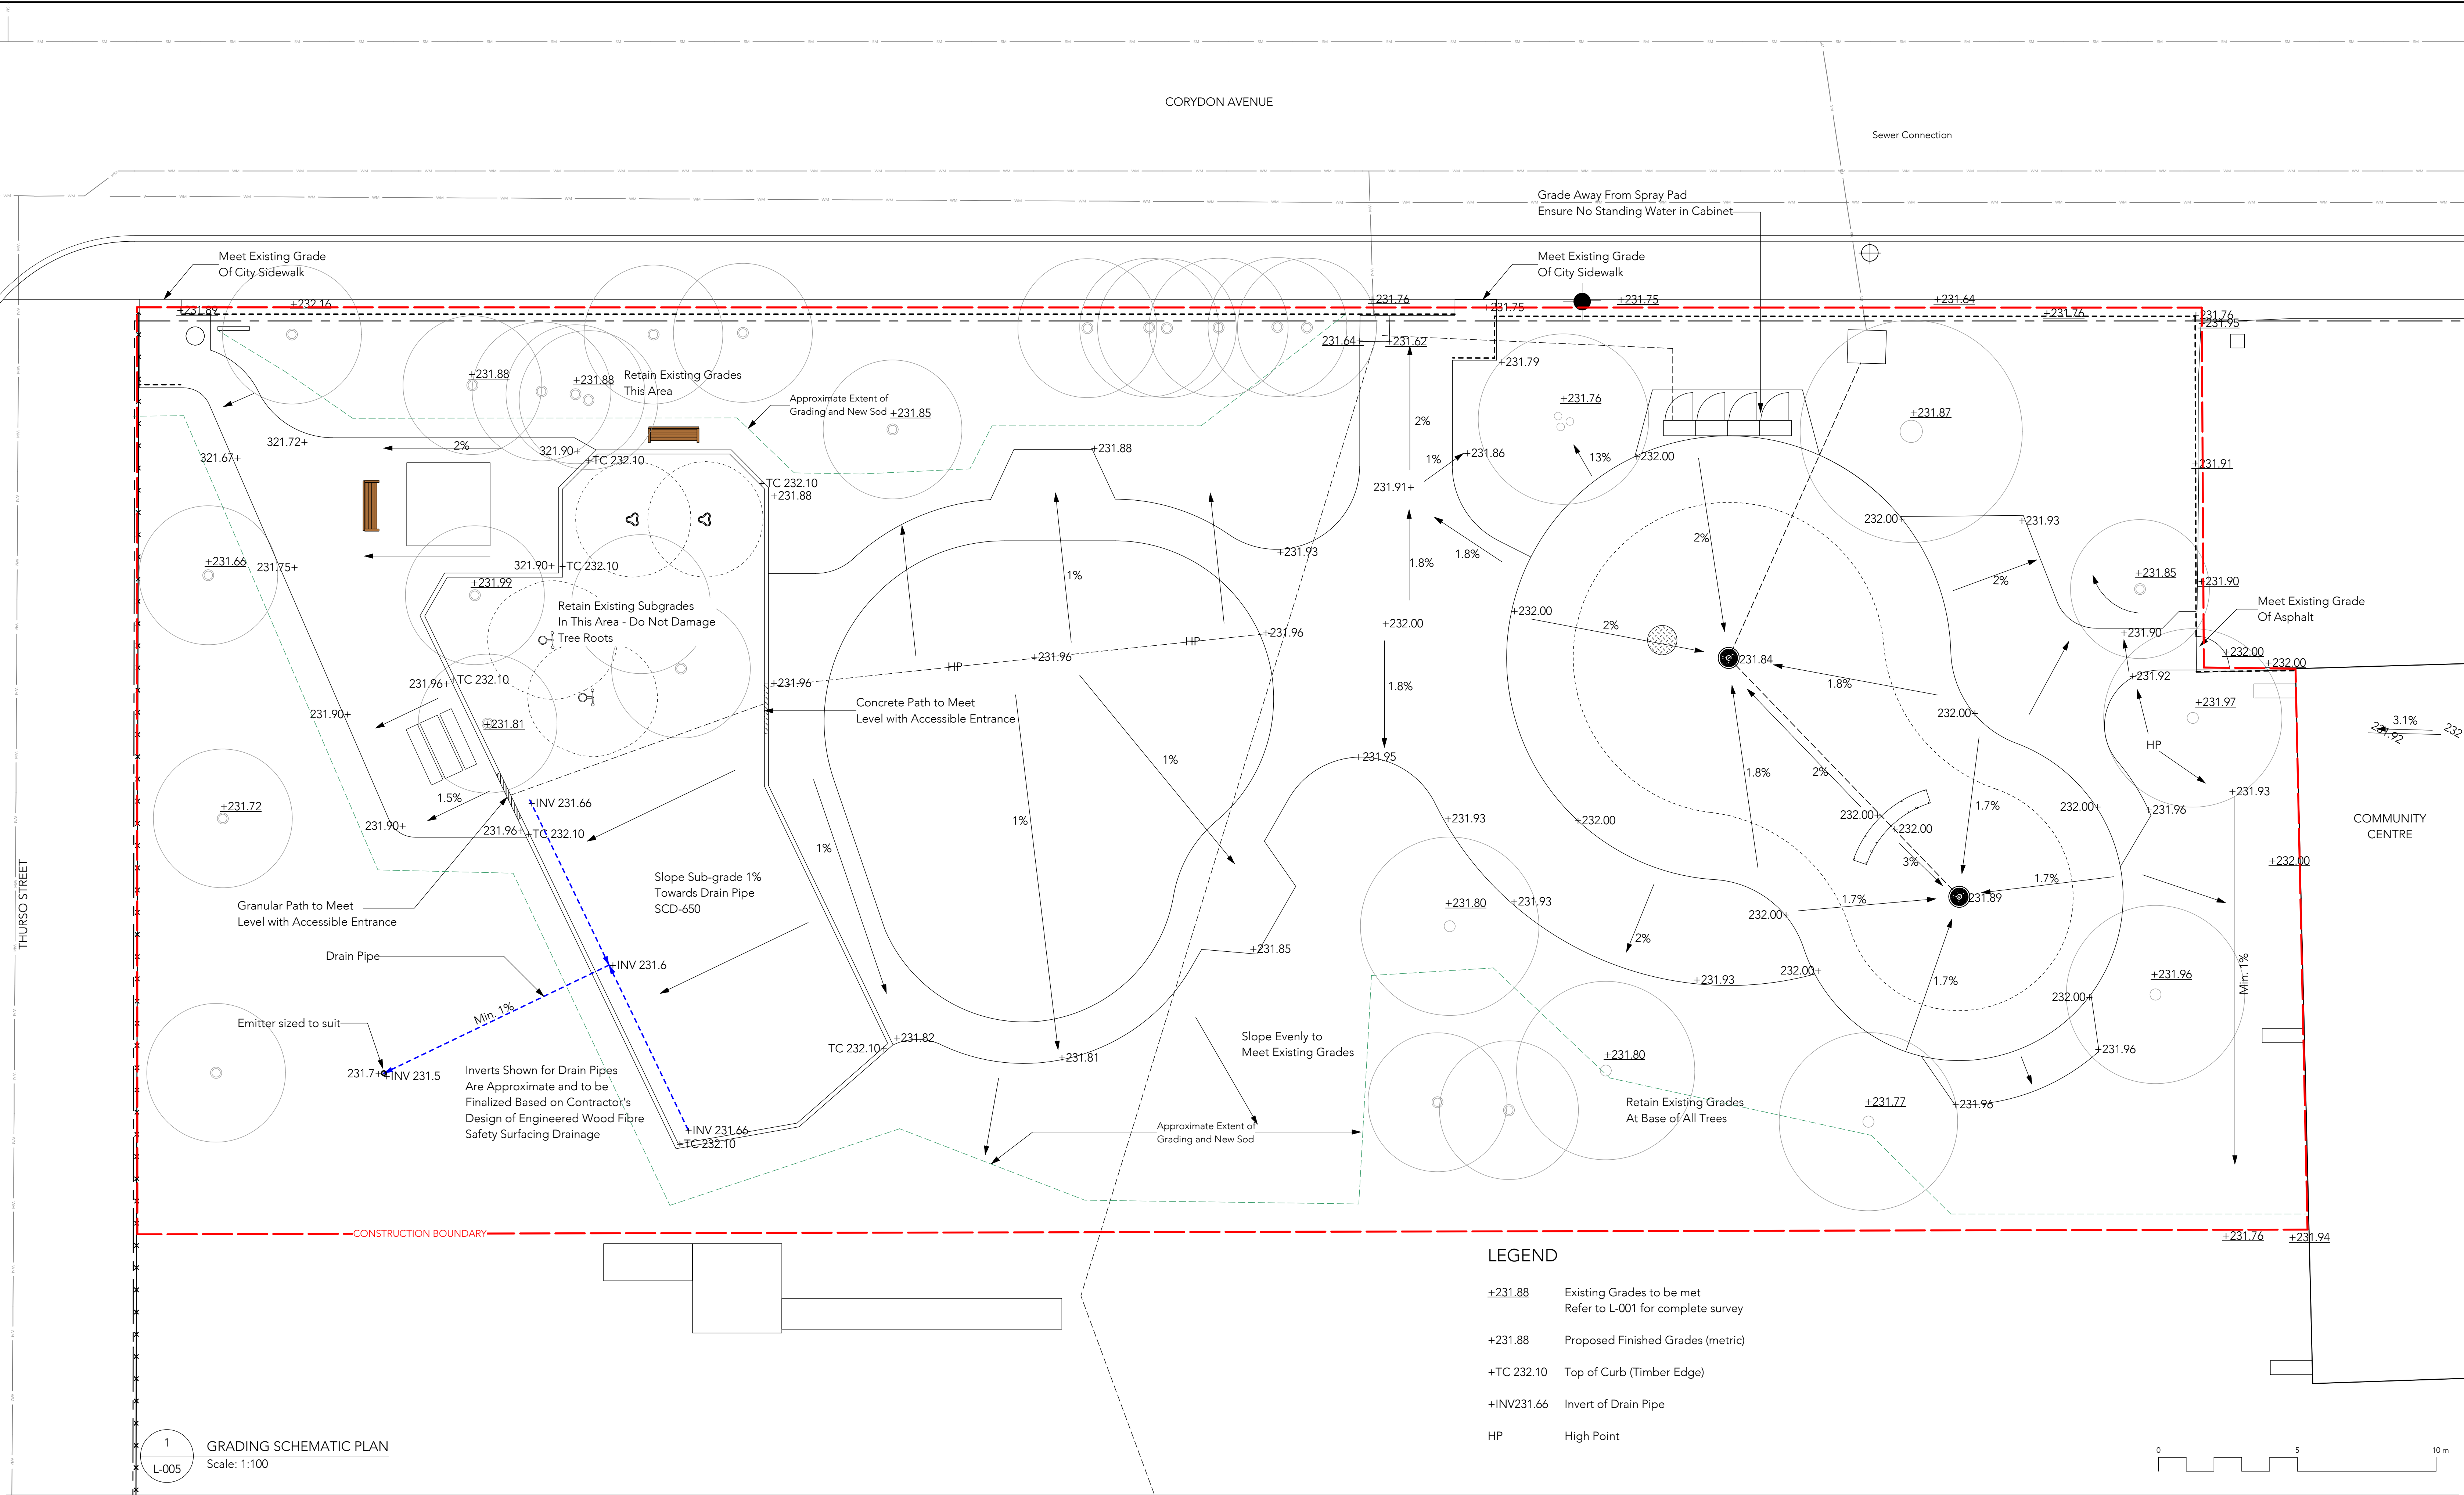 CORYDON AVENUE
Sewer Connection
Grade Away From Spray Pad
Ensure No Standing Water in Cabinet
Meet Existing Grade
Of City Sidewalk
Meet Existing Grade
Of City Sidewalk
+231.89
+232.16
+231.76
+231.75
+231.75
+231.64
+231.76
+231.76
+231.95
231.64+
+231.62
+231.79
+231.88
+231.88
Retain Existing Grades
This Area
Approximate Extent of
Grading and New Sod
+231.85
+231.76
+231.87
2%
321.72+
321.67+
2%
321.90+
+TC 232.10
+231.88
1%
+231.86
13%
+232.00
+231.91
+TC 232.10
+231.88
231.91+
232.00+
+231.93
2%
+231.66
231.75+
321.90+
+TC 232.10
+231.99
1%
+231.93
1.8%
1.8%
2%
+231.85
+231.90
Meet Existing Grade
Of Asphalt
Retain Existing Subgrades
In This Area - Do Not Damage
Tree Roots
+232.00
+232.00
2%
HP
HP
+231.96
+231.96
+231.90
+232.00
+232.00
231.84
231.96+
+TC 232.10
+231.96
1.8%
1.8%
+231.92
231.90+
+231.81
Concrete Path to Meet
Level with Accessible Entrance
232.00+
+231.97
3.1%
231.92
232
HP
1%
+231.95
1.8%
2%
+231.93
+231.72
1.5%
+INV 231.66
1.7%
232.00+
+231.96
231.90+
231.96+
+TC 232.10
1%
1%
+231.93
+232.00
232.00+
+232.00
COMMUNITY
CENTRE
3%
+232.00
THURSO STREET
Slope Sub-grade 1%
Towards Drain Pipe
SCD-650
1.7%
Granular Path to Meet
Level with Accessible Entrance
+231.80
+231.93
1.7%
231.89
232.00+
Drain Pipe
+INV 231.6
+231.85
2%
+231.93
232.00+
1.7%
+231.96
Min. 1%
232.00+
Min. 1%
Emitter sized to suit
TC 232.10+
+231.82
+231.81
Slope Evenly to
Meet Existing Grades
+231.80
+231.96
231.7+
+INV 231.5
Inverts Shown for Drain Pipes
Are Approximate and to be
Finalized Based on Contractor's
Design of Engineered Wood Fibre
Safety Surfacing Drainage
+INV 231.66
+TC 232.10
Approximate Extent of
Grading and New Sod
Retain Existing Grades
At Base of All Trees
+231.77
+231.96
CONSTRUCTION BOUNDARY
+231.76
+231.94
LEGEND
+231.88 Existing Grades to be met
Refer to L-001 for complete survey
+231.88 Proposed Finished Grades (metric)
+TC 232.10 Top of Curb (Timber Edge)
+INV231.66 Invert of Drain Pipe
HP High Point
1
L-005
GRADING SCHEMATIC PLAN
Scale: 1:100
0 5 10 m